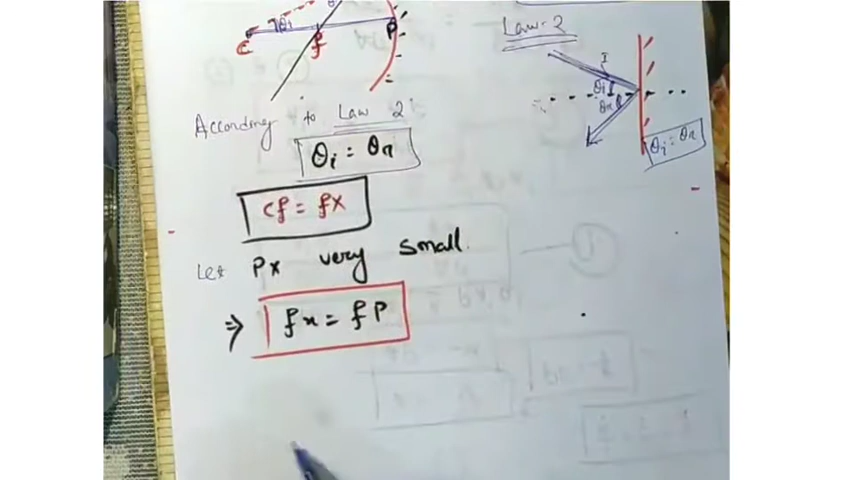 θi
C
f
P
Law-2
I
θi
θr
θi = θr
According to Law 2
θi = θr
Cf = fX
Let PX very small.
⇒ fx = fP